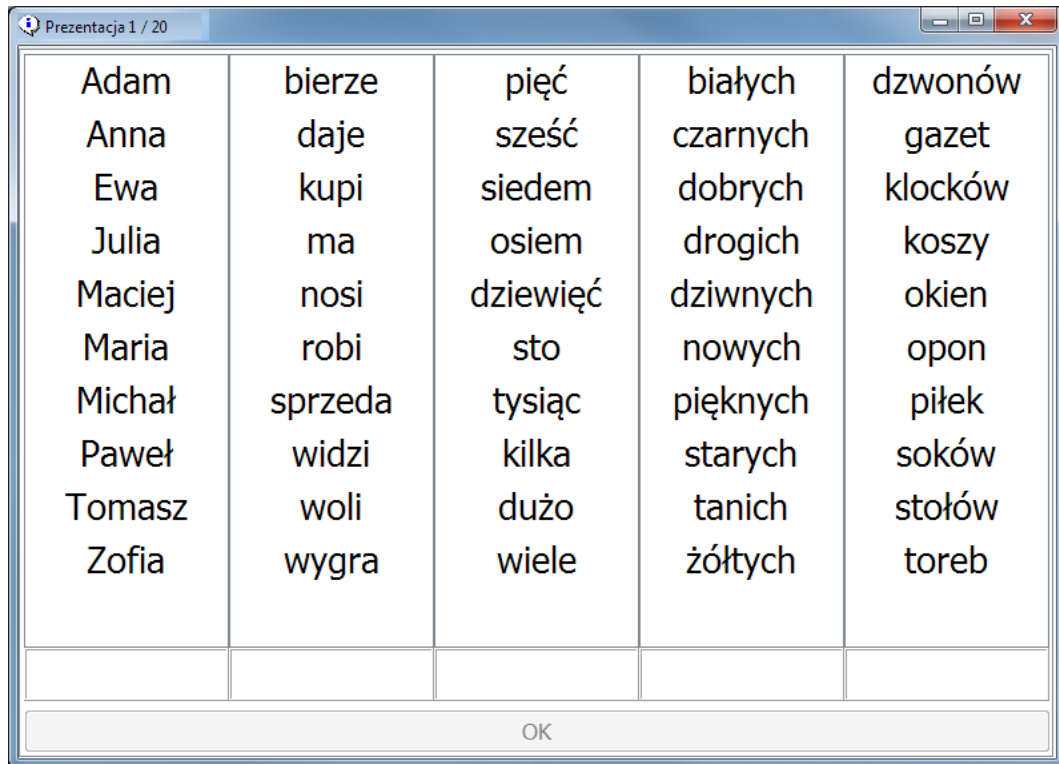 Prezentacja 1 / 20
Adam bierze pięć białych dzwonów
Anna daje sześć czarnych gazet
Ewa kupi siedem dobrych klocków
Julia ma osiem drogich koszy
Maciej nosi dziewięć dziwnych okien
Maria robi sto nowych opon
Michał sprzeda tysiąc pięknych piłek
Paweł widzi kilka starych soków
Tomasz woli dużo tanich stołów
Zofia wygra wiele żółtych toreb
OK